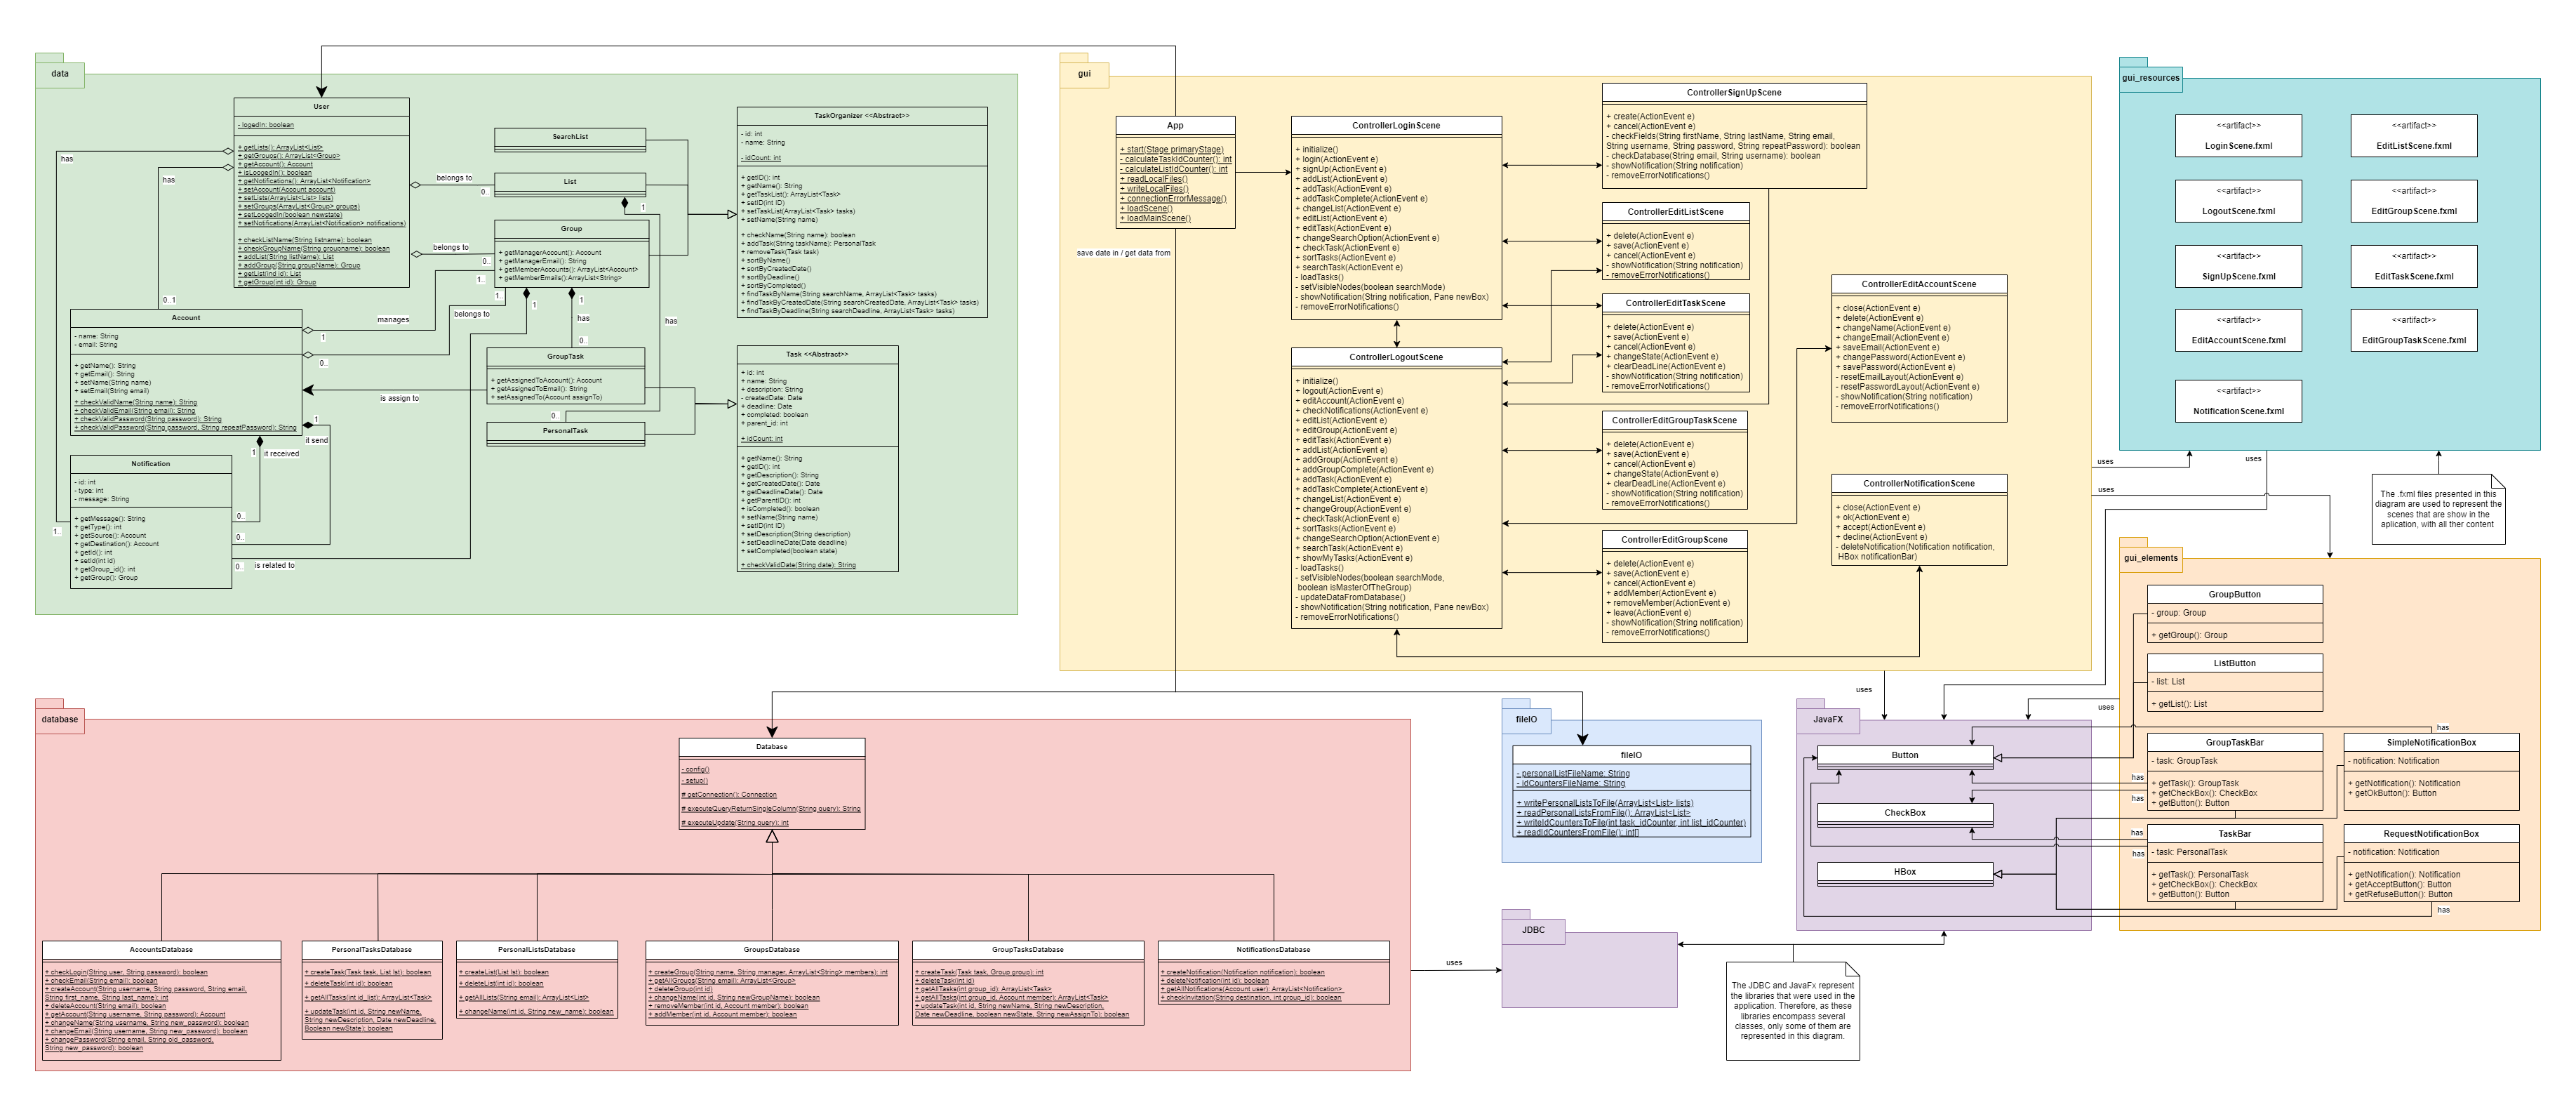 data
User
- logedIn: boolean
+ getLists(): ArrayList<List>
+ getGroups(): ArrayList<Group>
+ getAccount(): Account
+ isLoogedIn(): boolean
+ getNotifications(): ArrayList<Notification>
+ setAccount(Account account)
+ setLists(ArrayList<List> lists)
+ setGroups(ArrayList<Group> groups)
+ setLogedIn(boolean newstate)
+ setNotifications(ArrayList<Notification> notifications)
+ checkListName(String listname): boolean
+ checkGroupName(String groupname): boolean
+ addList(String listName): List
+ addGroup(String groupName): Group
+ getList(int id): List
+ getGroup(int id): Group
has
has
0..1
belongs to
0..
belongs to
0..
SearchList
List
1
Group
+ getManagerAccount(): Account
+ getManagerEmail(): String
+ getMemberAccounts(): ArrayList<Account>
+ getMemberEmails():ArrayList<String>
1..
1..
belongs to
manages
1
0..
1
1
has
0..
has
TaskOrganizer <<Abstract>>
- id: int
- name: String
- idCount: int
+ getID(): int
+ getName(): String
+ getTaskList(): ArrayList<Task>
+ setID(int ID)
+ setTaskList(ArrayList<Task> tasks)
+ setName(String name)
+ checkName(String name): boolean
+ addTask(String taskName): PersonalTask
+ removeTask(Task task)
+ sortByName()
+ sortByCreatedDate()
+ sortByDeadline()
+ sortByCompleted()
+ findTaskByName(String searchName, ArrayList<Task> tasks)
+ findTaskByCreatedDate(String searchCreatedDate, ArrayList<Task> tasks)
+ findTaskByDeadline(String searchDeadline, ArrayList<Task> tasks)
Account
- name: String
- email: String
+ getName(): String
+ getEmail(): String
+ setName(String name)
+ setEmail(String email)
+ checkValidName(String name): String
+ checkValidEmail(String email): String
+ checkValidPassword(String password): String
+ checkValidPassword(String password, String repeatPassword): String
GroupTask
+ getAssignedToAccount(): Account
+ getAssignedToEmail(): String
+ setAssignedTo(Account assignTo)
is assign to
0..
PersonalTask
Task <<Abstract>>
- id: int
+ name: String
- description: String
- createdDate: Date
+ deadline: Date
+ completed: boolean
+ parent_id: int
+ idCount: int
+ getName(): String
+ getID(): int
+ getDescription(): String
+ getCreatedDate(): Date
+ getDeadlineDate(): Date
+ getParentID(): int
+ isCompleted(): boolean
+ setName(String name)
+ setID(int ID)
+ setDescription(String description)
+ setDeadlineDate(Date deadline)
+ setCompleted(boolean state)
+ checkValidDate(String date): String
1
it send
1
it received
Notification
- id: int
- type: int
- message: String
+ getMessage(): String
+ getType(): int
+ getSource(): Account
+ getDestination(): Account
+ getId(): int
+ setId(int id)
+ getGroup_id(): int
+ getGroup(): Group
1..
0..
0..
0..
is related to
gui
App
+ start(Stage primaryStage)
- calculateTaskIdCounter(): int
- calculateListIdCounter(): int
+ readLocalFiles()
+ writeLocalFiles()
+ connectionErrorMessage()
+ loadScene()
+ loadMainScene()
save date in / get data from
ControllerLoginScene
+ initialize()
+ login(ActionEvent e)
+ signUp(ActionEvent e)
+ addList(ActionEvent e)
+ addTask(ActionEvent e)
+ addTaskComplete(ActionEvent e)
+ changeList(ActionEvent e)
+ editList(ActionEvent e)
+ editTask(ActionEvent e)
+ changeSearchOption(ActionEvent e)
+ checkTask(ActionEvent e)
+ sortTasks(ActionEvent e)
+ searchTask(ActionEvent e)
- loadTasks()
- setVisibleNodes(boolean searchMode)
- showNotification(String notification, Pane newBox)
- removeErrorNotifications()
ControllerLogoutScene
+ initialize()
+ logout(ActionEvent e)
+ editAccount(ActionEvent e)
+ checkNotifications(ActionEvent e)
+ editList(ActionEvent e)
+ editGroup(ActionEvent e)
+ editTask(ActionEvent e)
+ addList(ActionEvent e)
+ addGroup(ActionEvent e)
+ addGroupComplete(ActionEvent e)
+ addTask(ActionEvent e)
+ addTaskComplete(ActionEvent e)
+ changeList(ActionEvent e)
+ changeGroup(ActionEvent e)
+ checkTask(ActionEvent e)
+ sortTasks(ActionEvent e)
+ changeSearchOption(ActionEvent e)
+ searchTask(ActionEvent e)
+ showMyTasks(ActionEvent e)
- loadTasks()
- setVisibleNodes(boolean searchMode,
boolean isMasterOfTheGroup)
- updateDataFromDatabase()
- showNotification(String notification, Pane newBox)
- removeErrorNotifications()
ControllerSignUpScene
+ create(ActionEvent e)
+ cancel(ActionEvent e)
- checkFields(String firstName, String lastName, String email,
String username, String password, String repeatPassword): boolean
- checkDatabase(String email, String username): boolean
- showNotification(String notification)
- removeErrorNotifications()
ControllerEditListScene
+ delete(ActionEvent e)
+ save(ActionEvent e)
+ cancel(ActionEvent e)
- showNotification(String notification)
- removeErrorNotifications()
ControllerEditTaskScene
+ delete(ActionEvent e)
+ save(ActionEvent e)
+ cancel(ActionEvent e)
+ changeState(ActionEvent e)
+ clearDeadLine(ActionEvent e)
- showNotification(String notification)
- removeErrorNotifications()
ControllerEditGroupTaskScene
+ delete(ActionEvent e)
+ save(ActionEvent e)
+ cancel(ActionEvent e)
+ changeState(ActionEvent e)
+ clearDeadLine(ActionEvent e)
- showNotification(String notification)
- removeErrorNotifications()
ControllerEditGroupScene
+ delete(ActionEvent e)
+ save(ActionEvent e)
+ cancel(ActionEvent e)
+ addMember(ActionEvent e)
+ removeMember(ActionEvent e)
+ leave(ActionEvent e)
- showNotification(String notification)
- removeErrorNotifications()
ControllerEditAccountScene
+ close(ActionEvent e)
+ delete(ActionEvent e)
+ changeName(ActionEvent e)
+ changeEmail(ActionEvent e)
+ saveEmail(ActionEvent e)
+ changePassword(ActionEvent e)
+ savePassword(ActionEvent e)
- resetEmailLayout(ActionEvent e)
- resetPasswordLayout(ActionEvent e)
- showNotification(String notification)
- removeErrorNotifications()
ControllerNotificationScene
+ close(ActionEvent e)
+ ok(ActionEvent e)
+ accept(ActionEvent e)
+ decline(ActionEvent e)
- deleteNotification(Notification notification,
HBox notificationBar)
gui_resources
<<artifact>>
LoginScene.fxml
<<artifact>>
EditListScene.fxml
<<artifact>>
LogoutScene.fxml
<<artifact>>
EditGroupScene.fxml
<<artifact>>
SignUpScene.fxml
<<artifact>>
EditTaskScene.fxml
<<artifact>>
EditAccountScene.fxml
<<artifact>>
EditGroupTaskScene.fxml
<<artifact>>
NotificationScene.fxml
uses
uses
uses
The .fxml files presented in this
diagram are used to represent the
scenes that are show in the
aplication, with all ther content
gui_elements
GroupButton
- group: Group
+ getGroup(): Group
ListButton
- list: List
+ getList(): List
GroupTaskBar
- task: GroupTask
+ getTask(): GroupTask
+ getCheckBox(): CheckBox
+ getButton(): Button
SimpleNotificationBox
- notification: Notification
+ getNotification(): Notification
+ getOkButton(): Button
TaskBar
- task: PersonalTask
+ getTask(): PersonalTask
+ getCheckBox(): CheckBox
+ getButton(): Button
RequestNotificationBox
- notification: Notification
+ getNotification(): Notification
+ getAcceptButton(): Button
+ getRefuseButton(): Button
has
has
has
has
has
has
uses
uses
JavaFX
Button
CheckBox
HBox
database
Database
- config()
- setup()
# getConnection(): Connection
# executeQueryReturnSingleColumn(String query): String
# executeUpdate(String query): int
AccountsDatabase
+ checkLogin(String user, String password): boolean
+ checkEmail(String email): boolean
+ createAccount(String username, String password, String email,
String first_name, String last_name): int
+ deleteAccount(String email): boolean
+ getAccount(String username, String password): Account
+ changeName(String username, String new_password): boolean
+ changeEmail(String username, String new_password): boolean
+ changePassword(String email, String old_password,
String new_password): boolean
PersonalTasksDatabase
+ createTask(Task task, List lst): boolean
+ deleteTask(int id): boolean
+ getAllTasks(int id_list): ArrayList<Task>
+ updateTask(int id, String newName,
String newDescription, Date newDeadline,
Boolean newState): boolean
PersonalListsDatabase
+ createList(List lst): boolean
+ deleteList(int id): boolean
+ getAllLists(String email): ArrayList<List>
+ changeName(int id, String new_name): boolean
GroupsDatabase
+ createGroup(String name, String manager, ArrayList<String> members): int
+ getAllGroups(String email): ArrayList<Group>
+ deleteGroup(int id)
+ changeName(int id, String newGroupName): boolean
+ removeMember(int id, Account member): boolean
+ addMember(int id, Account member): boolean
GroupTasksDatabase
+ createTask(Task task, Group group): int
+ deleteTask(int id)
+ getAllTasks(int group_id): ArrayList<Task>
+ getAllTasks(int group_id, Account member): ArrayList<Task>
+ updateTask(int id, String newName, String newDescription,
Date newDeadline, boolean newState, String newAssignTo): boolean
NotificationsDatabase
+ createNotification(Notification notification): boolean
+ deleteNotification(int id): boolean
+ getAllNotifications(Account user): ArrayList<Notification>
+ checkInvitation(String destination, int group_id): boolean
fileIO
fileIO
- personalListFileName: String
- idCountersFileName: String
+ writePersonalListsToFile(ArrayList<List> lists)
+ readPersonalListsFromFile(): ArrayList<List>
+ writeIdCountersToFile(int task_idCounter, int list_idCounter)
+ readIdCountersFromFile(): int[]
uses
JDBC
The JDBC and JavaFx represent
the libraries that were used in the
application. Therefore, as these
libraries encompass several
classes, only some of them are
represented in this diagram.